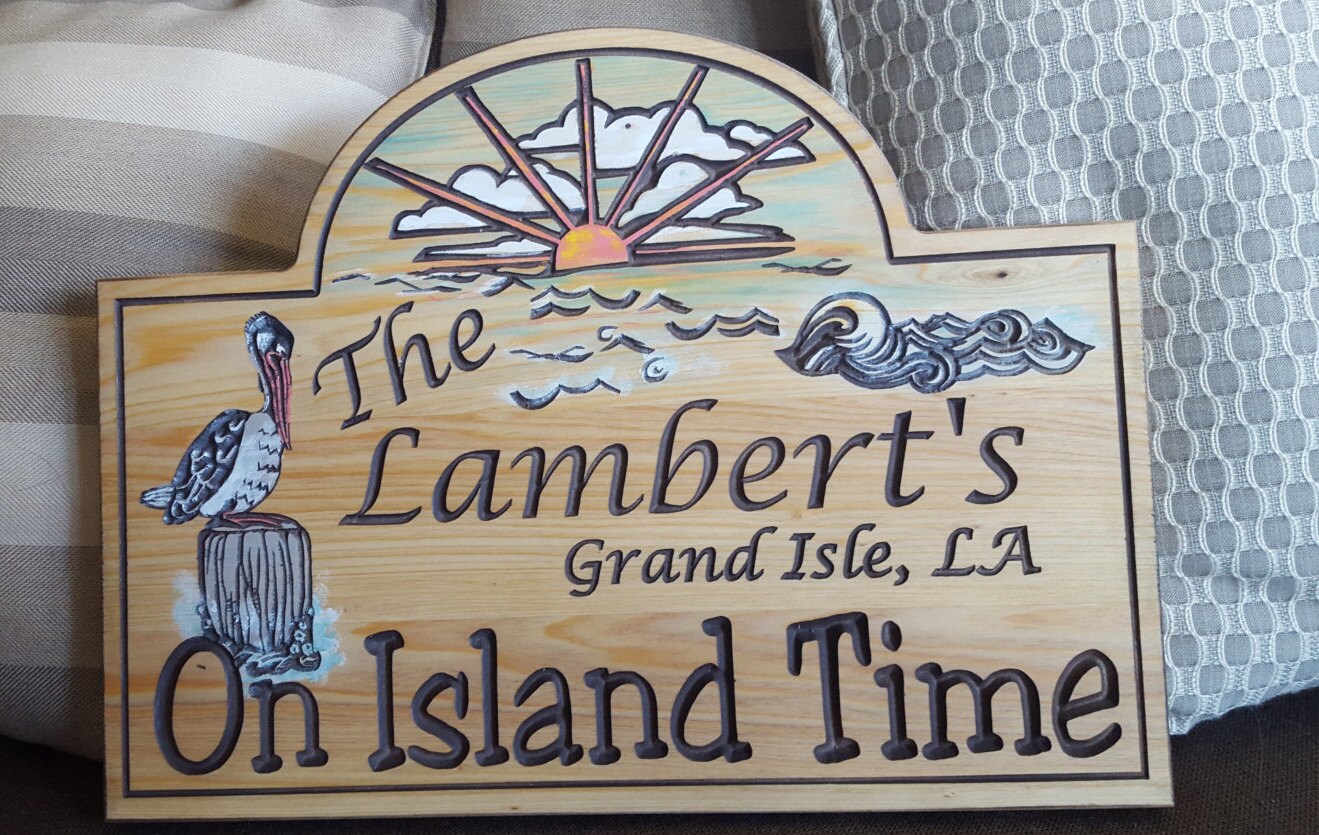 The
Lambert's
Grand Isle, LA
On Island Time